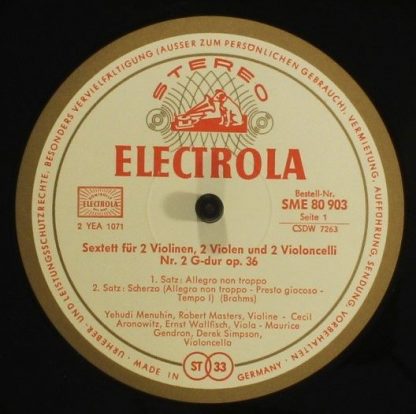 URHEBER- UND LEISTUNGSSCHUTZRECHTE, BESONDERS VERVIELFÄLTIGUNG (AUSSER ZUM PERSÖNLICHEN GEBRAUCH), VERMIETUNG, AUFFÜHRUNG, SENDUNG, VORBEHALTEN
STEREO
ELECTROLA
ELECTROLA
2 YEA 1071
Bestell-Nr.
SME 80 903
Seite 1
CSDW 7263
Sextett für 2 Violinen, 2 Violen und 2 Violoncelli
Nr. 2 G-dur op. 36
1. Satz: Allegro non troppo
2. Satz: Scherzo (Allegro non troppo - Presto giocoso -
Tempo I) (Brahms)
Yehudi Menuhin, Robert Masters, Violine - Cecil
Aronowitz, Ernst Wallfisch, Viola - Maurice
Gendron, Derek Simpson,
Violoncello
ST 33
MADE IN GERMANY